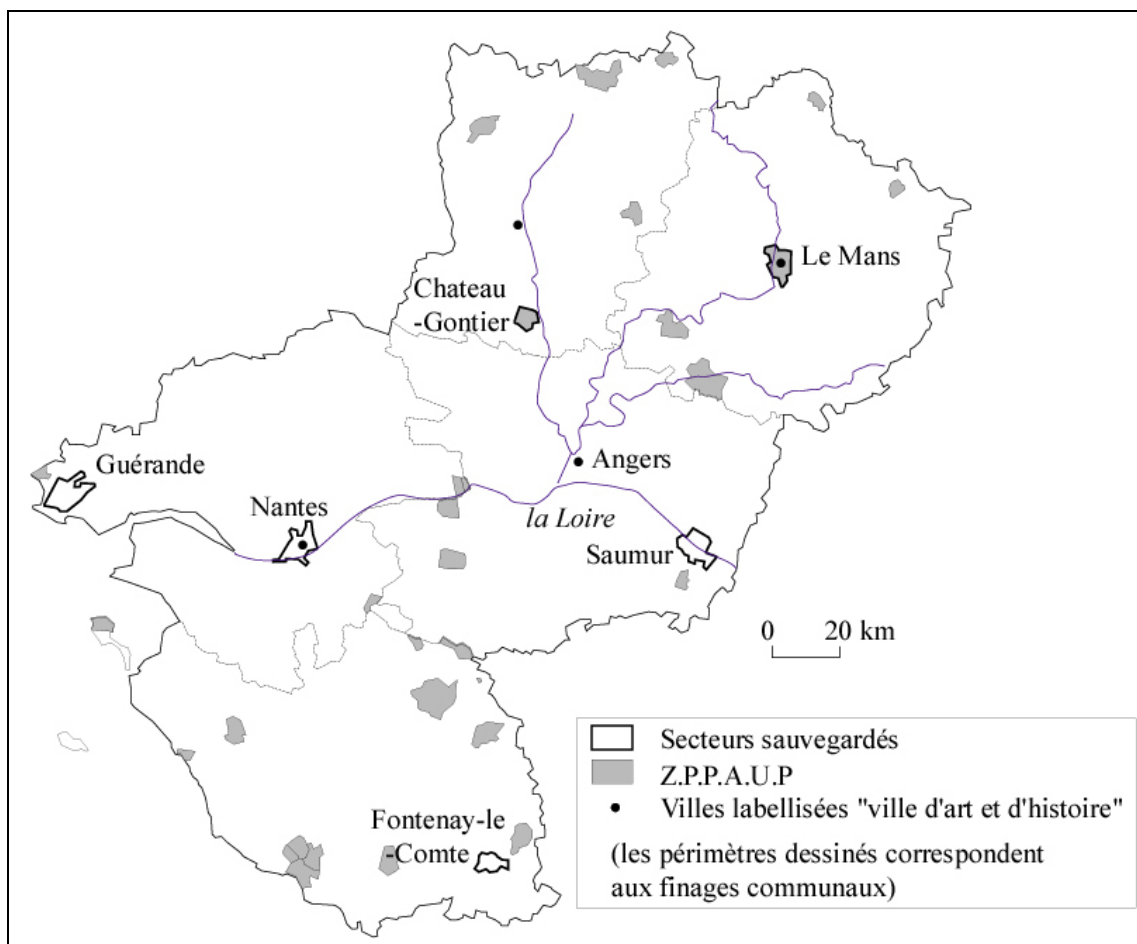 Le Mans
Chateau
-Gontier
Guérande
Angers
Nantes
la Loire
Saumur
0 20 km
Fontenay-le
-Comte
Secteurs sauvegardés
Z.P.P.A.U.P
Villes labellisées "ville d'art et d'histoire"
(les périmètres dessinés correspondent
aux finages communaux)